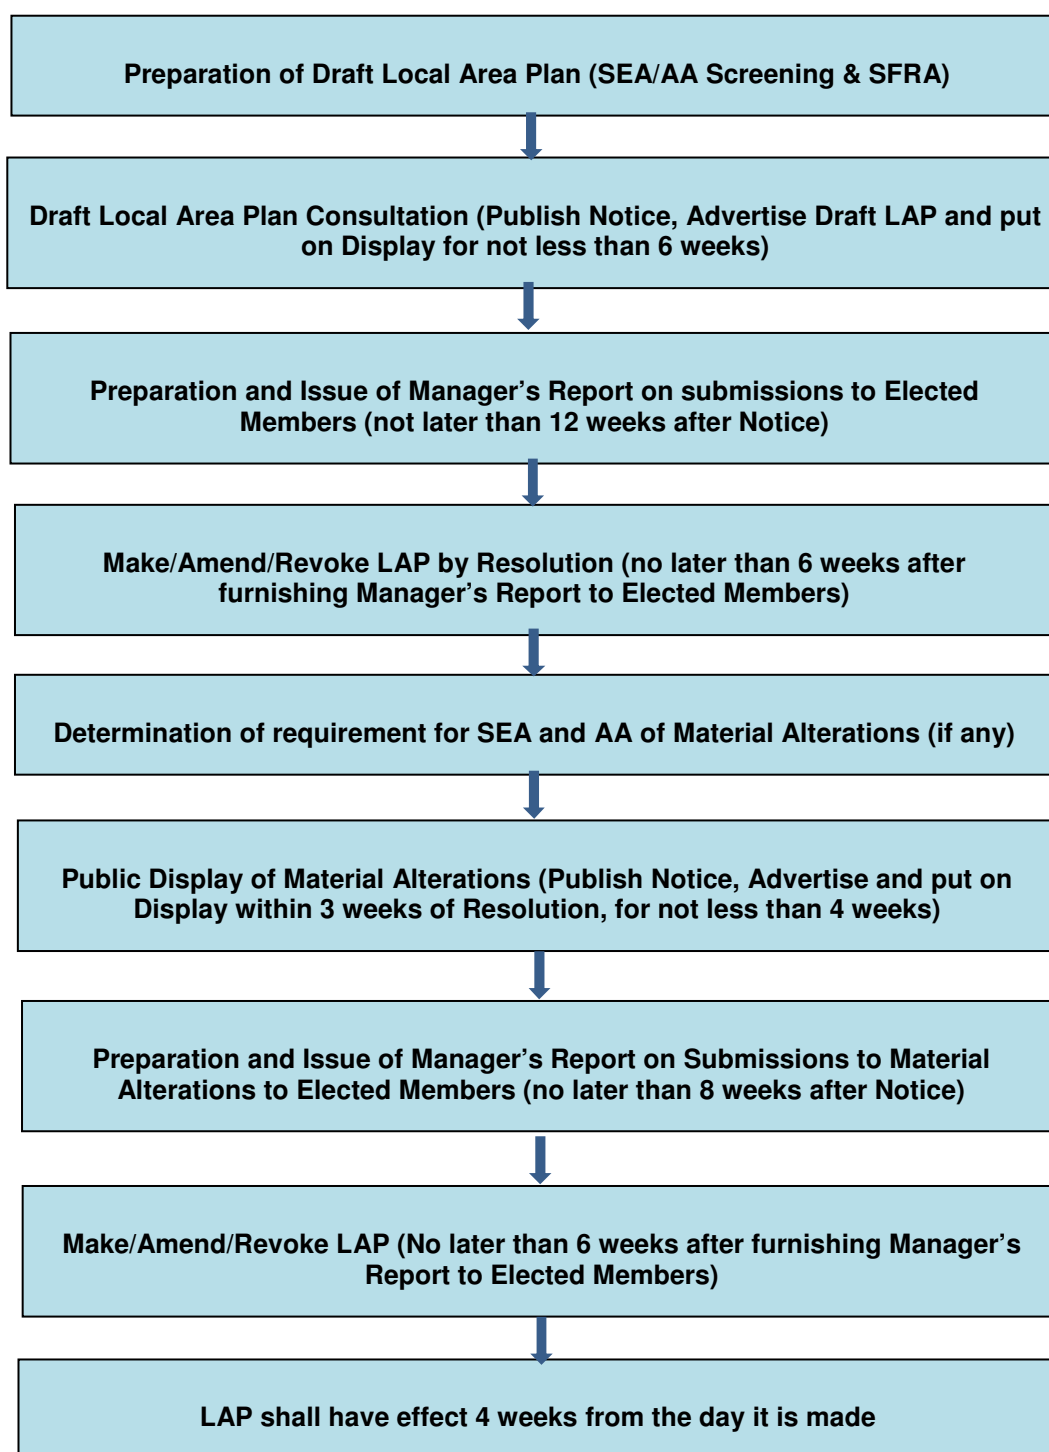 Preparation of Draft Local Area Plan (SEA/AA Screening & SFRA)
Draft Local Area Plan Consultation (Publish Notice, Advertise Draft LAP and put
on Display for not less than 6 weeks)
Preparation and Issue of Manager’s Report on submissions to Elected
Members (not later than 12 weeks after Notice)
Make/Amend/Revoke LAP by Resolution (no later than 6 weeks after
furnishing Manager’s Report to Elected Members)
Determination of requirement for SEA and AA of Material Alterations (if any)
Public Display of Material Alterations (Publish Notice, Advertise and put on
Display within 3 weeks of Resolution, for not less than 4 weeks)
Preparation and Issue of Manager’s Report on Submissions to Material
Alterations to Elected Members (no later than 8 weeks after Notice)
Make/Amend/Revoke LAP (No later than 6 weeks after furnishing Manager’s
Report to Elected Members)
LAP shall have effect 4 weeks from the day it is made